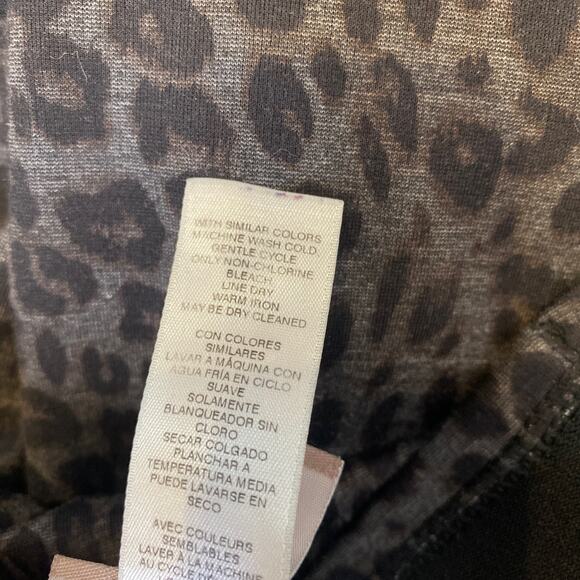 WITH SIMILAR COLORS
MACHINE WASH COLD
GENTLE CYCLE
ONLY NON-CHLORINE
BLEACH
LINE DRY
WARM IRON
MAY BE DRY CLEANED
CON COLORES
SIMILARES
LAVAR A MÁQUINA CON
AGUA FRÍA EN CICLO
SUAVE
SOLAMENTE
BLANQUEADOR SIN
CLORO
SECAR COLGADO
PLANCHAR A
TEMPERATURA MEDIA
PUEDE LAVARSE EN
SECO
AVEC COULEURS
SEMBLABLES
LAVER À LA MACHINE
AU CYCLE